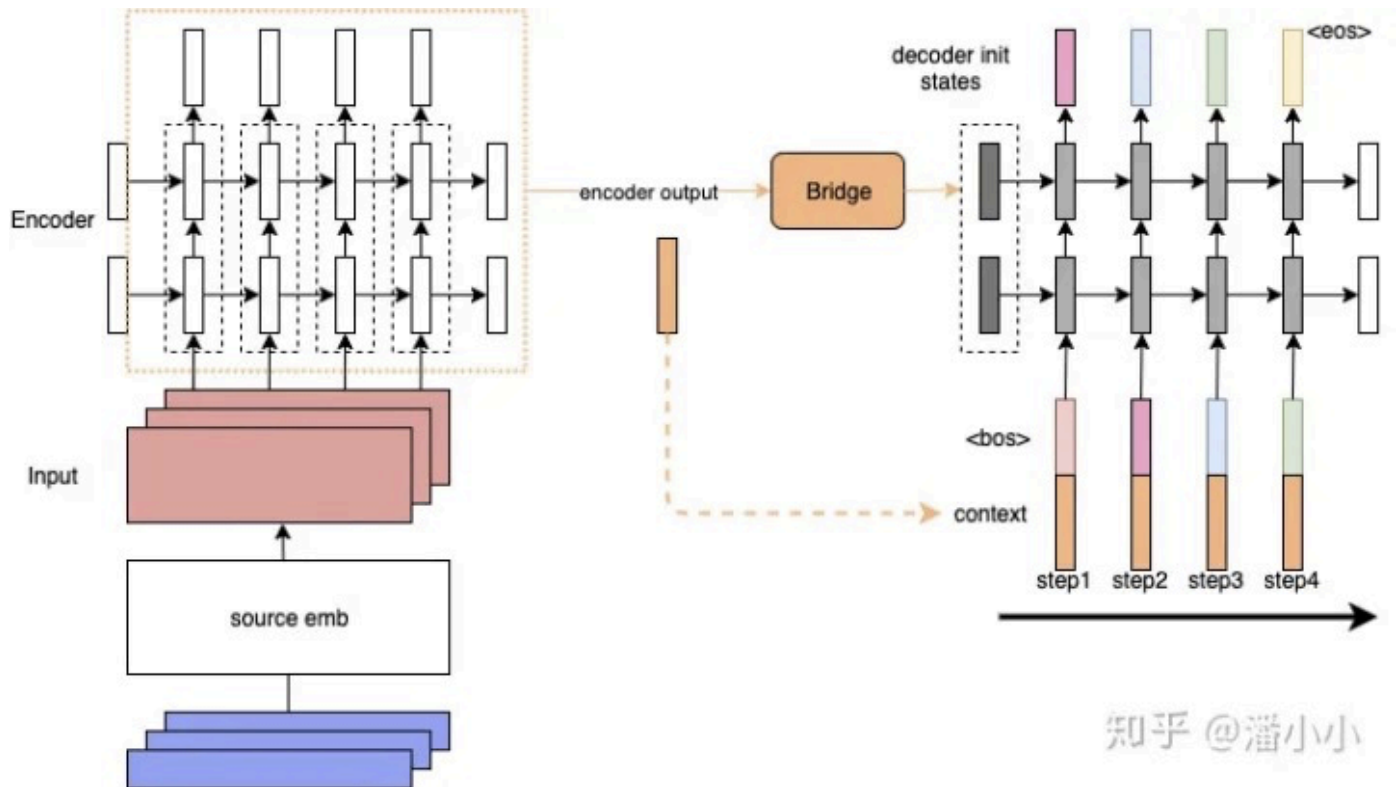 <eos>
decoder init
states
encoder output
Bridge
Encoder
<bos>
Input
context
step1 step2 step3 step4
source emb
知乎 @潘小小